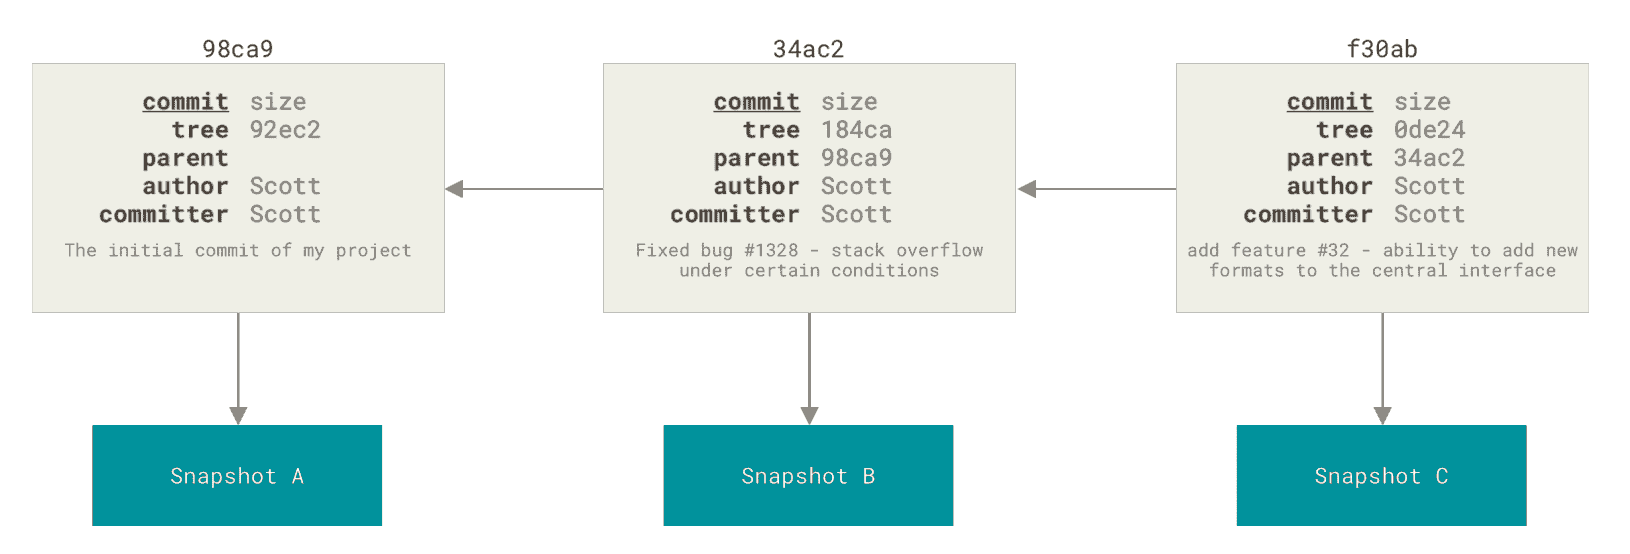 98ca9
commit size
tree 92ec2
parent
author Scott
committer Scott
The initial commit of my project
Snapshot A
34ac2
commit size
tree 184ca
parent 98ca9
author Scott
committer Scott
Fixed bug #1328 - stack overflow
under certain conditions
Snapshot B
f30ab
commit size
tree 0de24
parent 34ac2
author Scott
committer Scott
add feature #32 - ability to add new
formats to the central interface
Snapshot C